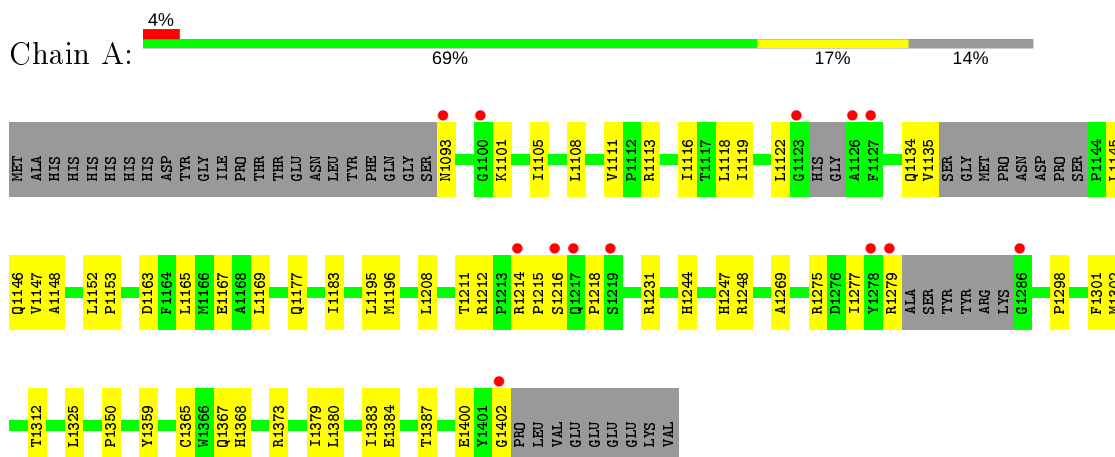 4%
Chain A:
69% 17% 14%
MET ALA HIS HIS HIS HIS HIS HIS ASP TYR GLY ILE PRO THR THR GLU ASN LEU TYR PHE GLN GLY SER N1093 G1100 K1101 I1105 L1108 V1111 P1112 R1113 I1116 T1117 L1118 I1119 L1122 G1123 HIS GLY A1126 F1127 Q1134 V1135 SER GLY MET PRO ASN ASP PRO SER P1144 L1145
Q1146 V1147 A1148 L1152 P1153 D1163 F1164 L1165 M1166 E1167 A1168 L1169 Q1177 I1183 L1195 M1196 L1208 T1211 R1212 P1213 R1214 P1215 S1216 Q1217 P1218 S1219 R1231 H1244 H1247 R1248 A1269 R1275 D1276 I1277 Y1278 R1279 ALA SER TYR TYR ARG LYS G1286 P1298 F1301 M1302
T1312 L1325 P1350 Y1359 C1365 W1366 Q1367 H1368 R1373 I1379 L1380 I1383 E1384 T1387 E1400 Y1401 G1402 PRO LEU VAL GLU GLU GLU GLU LYS VAL